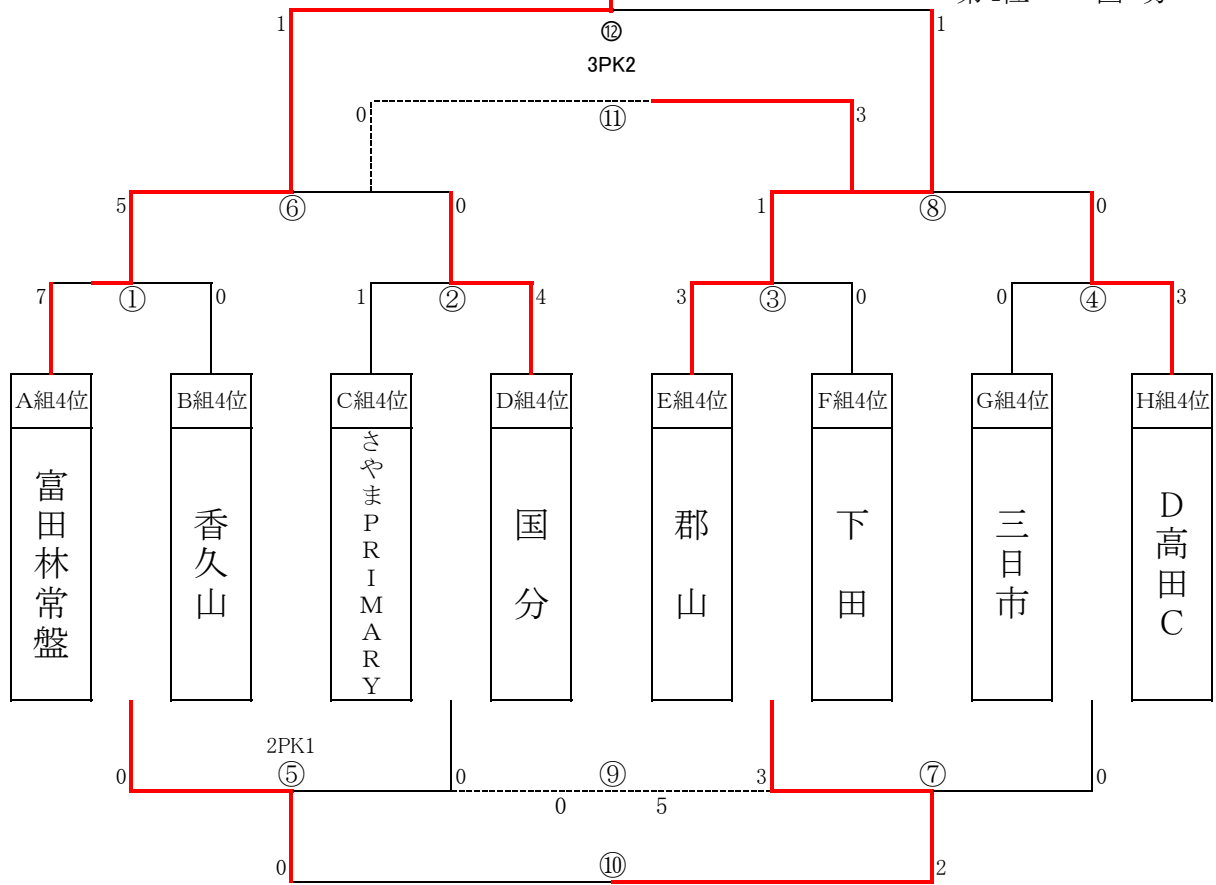 1
⑫
1
3PK2
0
⑪
3
5
⑥
0
1
⑧
0
7
①
0
1
②
4
3
③
0
0
④
3
A組4位
B組4位
C組4位
D組4位
E組4位
F組4位
G組4位
H組4位
富田林常盤
香久山
さやまPRIMARY
国分
郡山
下田
三日市
D高田C
2PK1
0
⑤
0
⑨
3
⑦
0
0
5
0
⑩
2